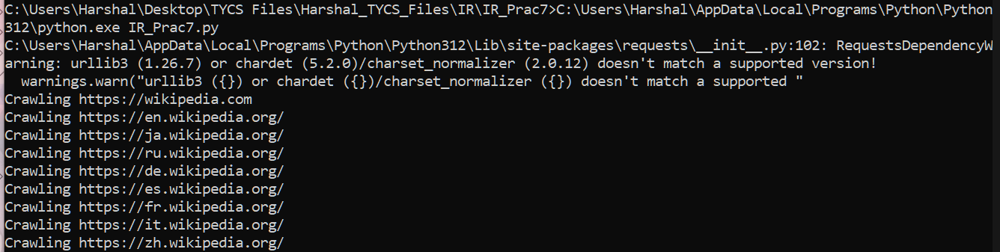 C:\Users\Harshal\Desktop\TYCS Files\Harshal_TYCS_Files\IR\IR_Prac7>C:\Users\Harshal\AppData\Local\Programs\Python\Python
312\python.exe IR_Prac7.py
C:\Users\Harshal\AppData\Local\Programs\Python\Python312\Lib\site-packages\requests\__init__.py:102: RequestsDependencyW
arning: urllib3 (1.26.7) or chardet (5.2.0)/charset_normalizer (2.0.12) doesn't match a supported version!
  warnings.warn("urllib3 ({}) or chardet ({})/charset_normalizer ({}) doesn't match a supported "
Crawling https://wikipedia.com
Crawling https://en.wikipedia.org/
Crawling https://ja.wikipedia.org/
Crawling https://ru.wikipedia.org/
Crawling https://de.wikipedia.org/
Crawling https://es.wikipedia.org/
Crawling https://fr.wikipedia.org/
Crawling https://it.wikipedia.org/
Crawling https://zh.wikipedia.org/